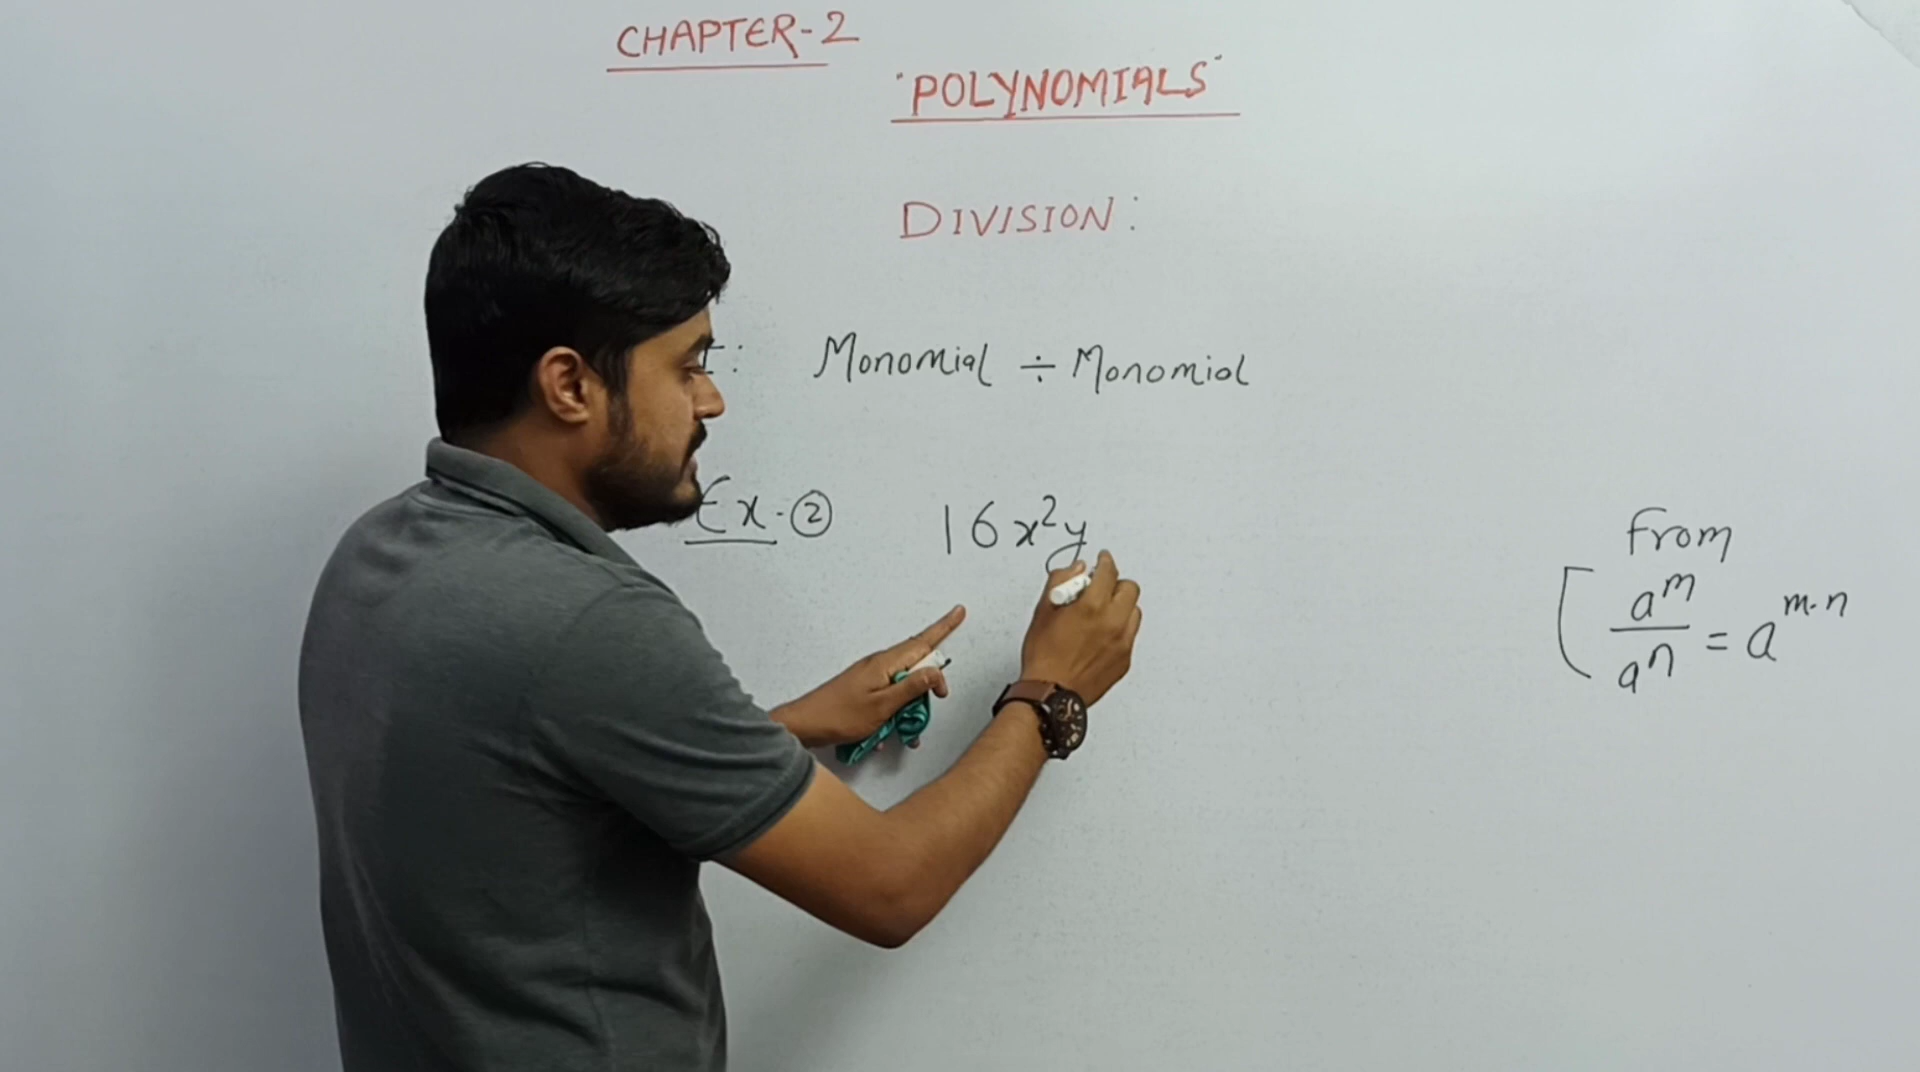 CHAPTER-2
"POLYNOMIALS"
DIVISION:
I: Monomial ÷ Monomial
Ex-② 16x²y
From
[ aᵐ/aⁿ = aᵐ⁻ⁿ